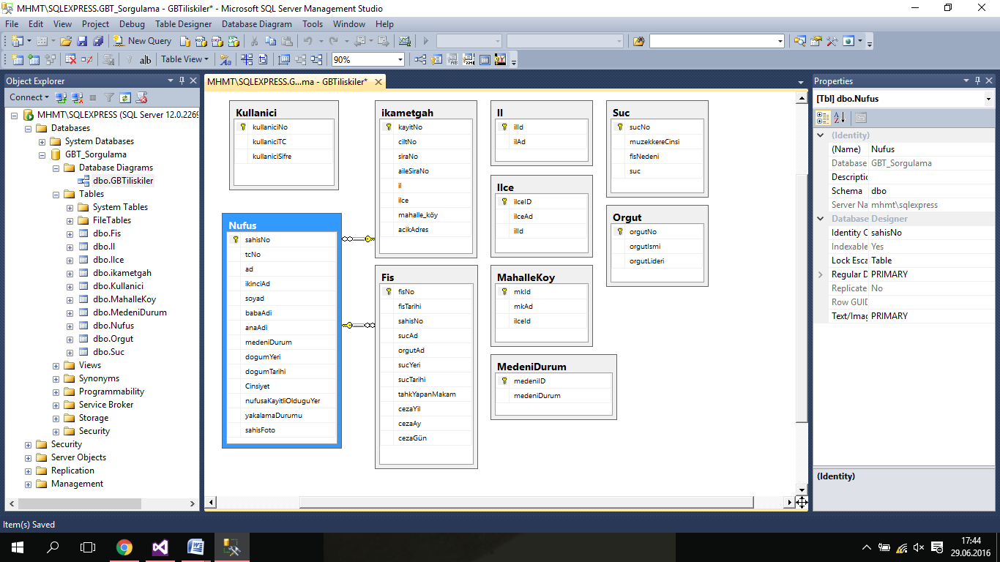 MHMT\SQLEXPRESS.GBT_Sorgulama - GBTiliskiler* - Microsoft SQL Server Management Studio
File Edit View Project Debug Table Designer Database Diagram Tools Window Help
New Query
ab| Table View 90%
Object Explorer
Connect
MHMT\SQLEXPRESS (SQL Server 12.0.2269
Databases
System Databases
GBT_Sorgulama
Database Diagrams
dbo.GBTiliskiler
Tables
System Tables
FileTables
dbo.Fis
dbo.Il
dbo.Ilce
dbo.ikametgah
dbo.Kullanici
dbo.MahalleKoy
dbo.MedeniDurum
dbo.Nufus
dbo.Orgut
dbo.Suc
Views
Synonyms
Programmability
Service Broker
Storage
Security
Security
Server Objects
Replication
Management
MHMT\SQLEXPRESS.G...ma - GBTiliskiler*
Kullanici
kullaniciNo
kullaniciTC
kullaniciSifre
Nufus
sahisNo
tcNo
ad
ikinciAd
soyad
babaAdi
anaAdi
medeniDurum
dogumYeri
dogumTarihi
Cinsiyet
nufusaKayitliOlduguYer
yakalamaDurumu
sahisFoto
ikametgah
kayitNo
ciltNo
siraNo
aileSiraNo
il
ilce
mahalle_köy
acikAdres
Fis
fisNo
fisTarihi
sahisNo
sucAd
orgutAd
sucYeri
sucTarihi
tahkYapanMakam
cezaYil
cezaAy
cezaGün
Il
ilId
ilAd
Ilce
ilceID
ilceAd
ilId
MahalleKoy
mkId
mkAd
ilceId
MedeniDurum
medeniID
medeniDurum
Suc
sucNo
muzekkereCinsi
fisNedeni
suc
Orgut
orgutNo
orgutIsmi
orgutLideri
Properties
[Tbl] dbo.Nufus
(Identity)
(Name) Nufus
Database GBT_Sorgulama
Descriptic
Schema dbo
Server Na mhmt\sqlexpress
Database Designer
Identity C sahisNo
Indexable Yes
Lock Esca Table
Regular D PRIMARY
Replicate No
Row GUID
Text/Imag PRIMARY
(Identity)
Item(s) Saved
17:44
29.06.2016